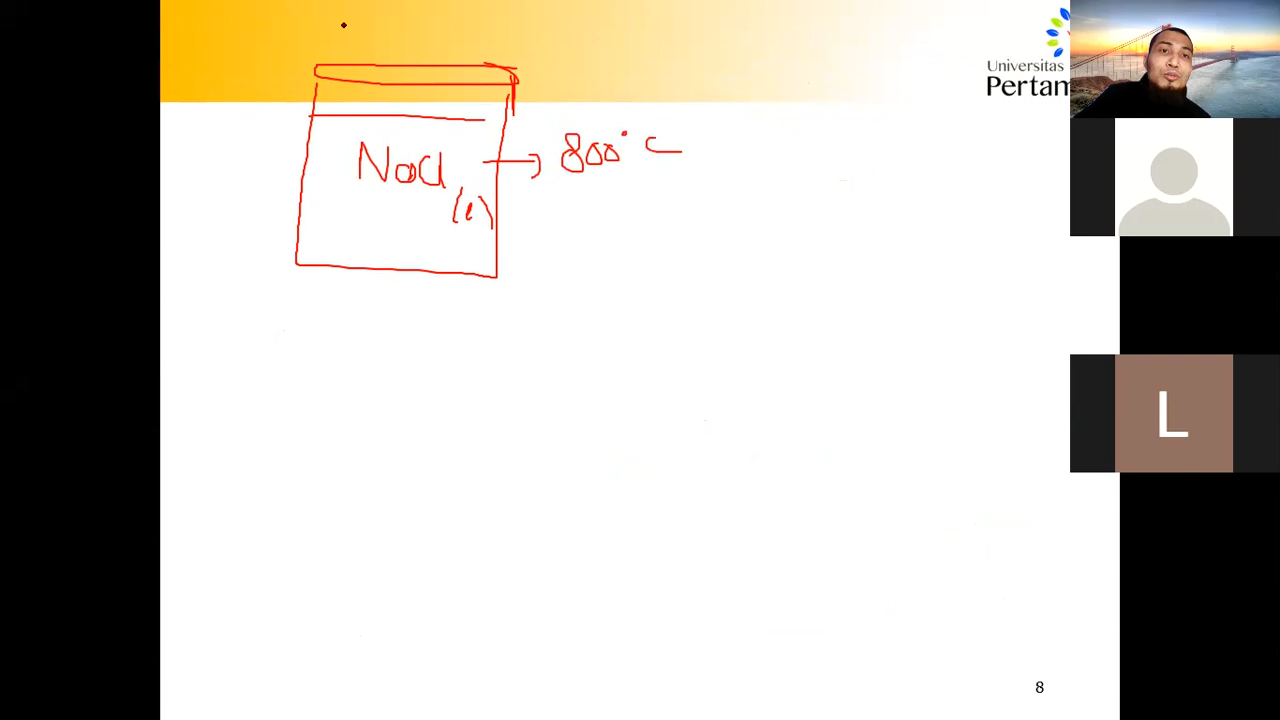 Universitas
Pertam
NaCl → 800° C
(l)
L
8